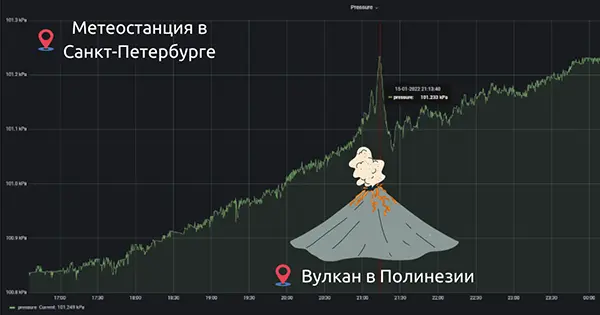 Pressure
101.3 kPa
Метеостанция в
Санкт-Петербурге
101.2 kPa
15-01-2022 21:13:40
pressure: 101.233 kPa
101.1 kPa
101.0 kPa
100.9 kPa
Вулкан в Полинезии
100.8 kPa
17:00 17:30 18:00 18:30 19:00 19:30 20:00 20:30 21:00 21:30 22:00 22:30 23:00 23:30 00:00
pressure Current: 101.249 kPa